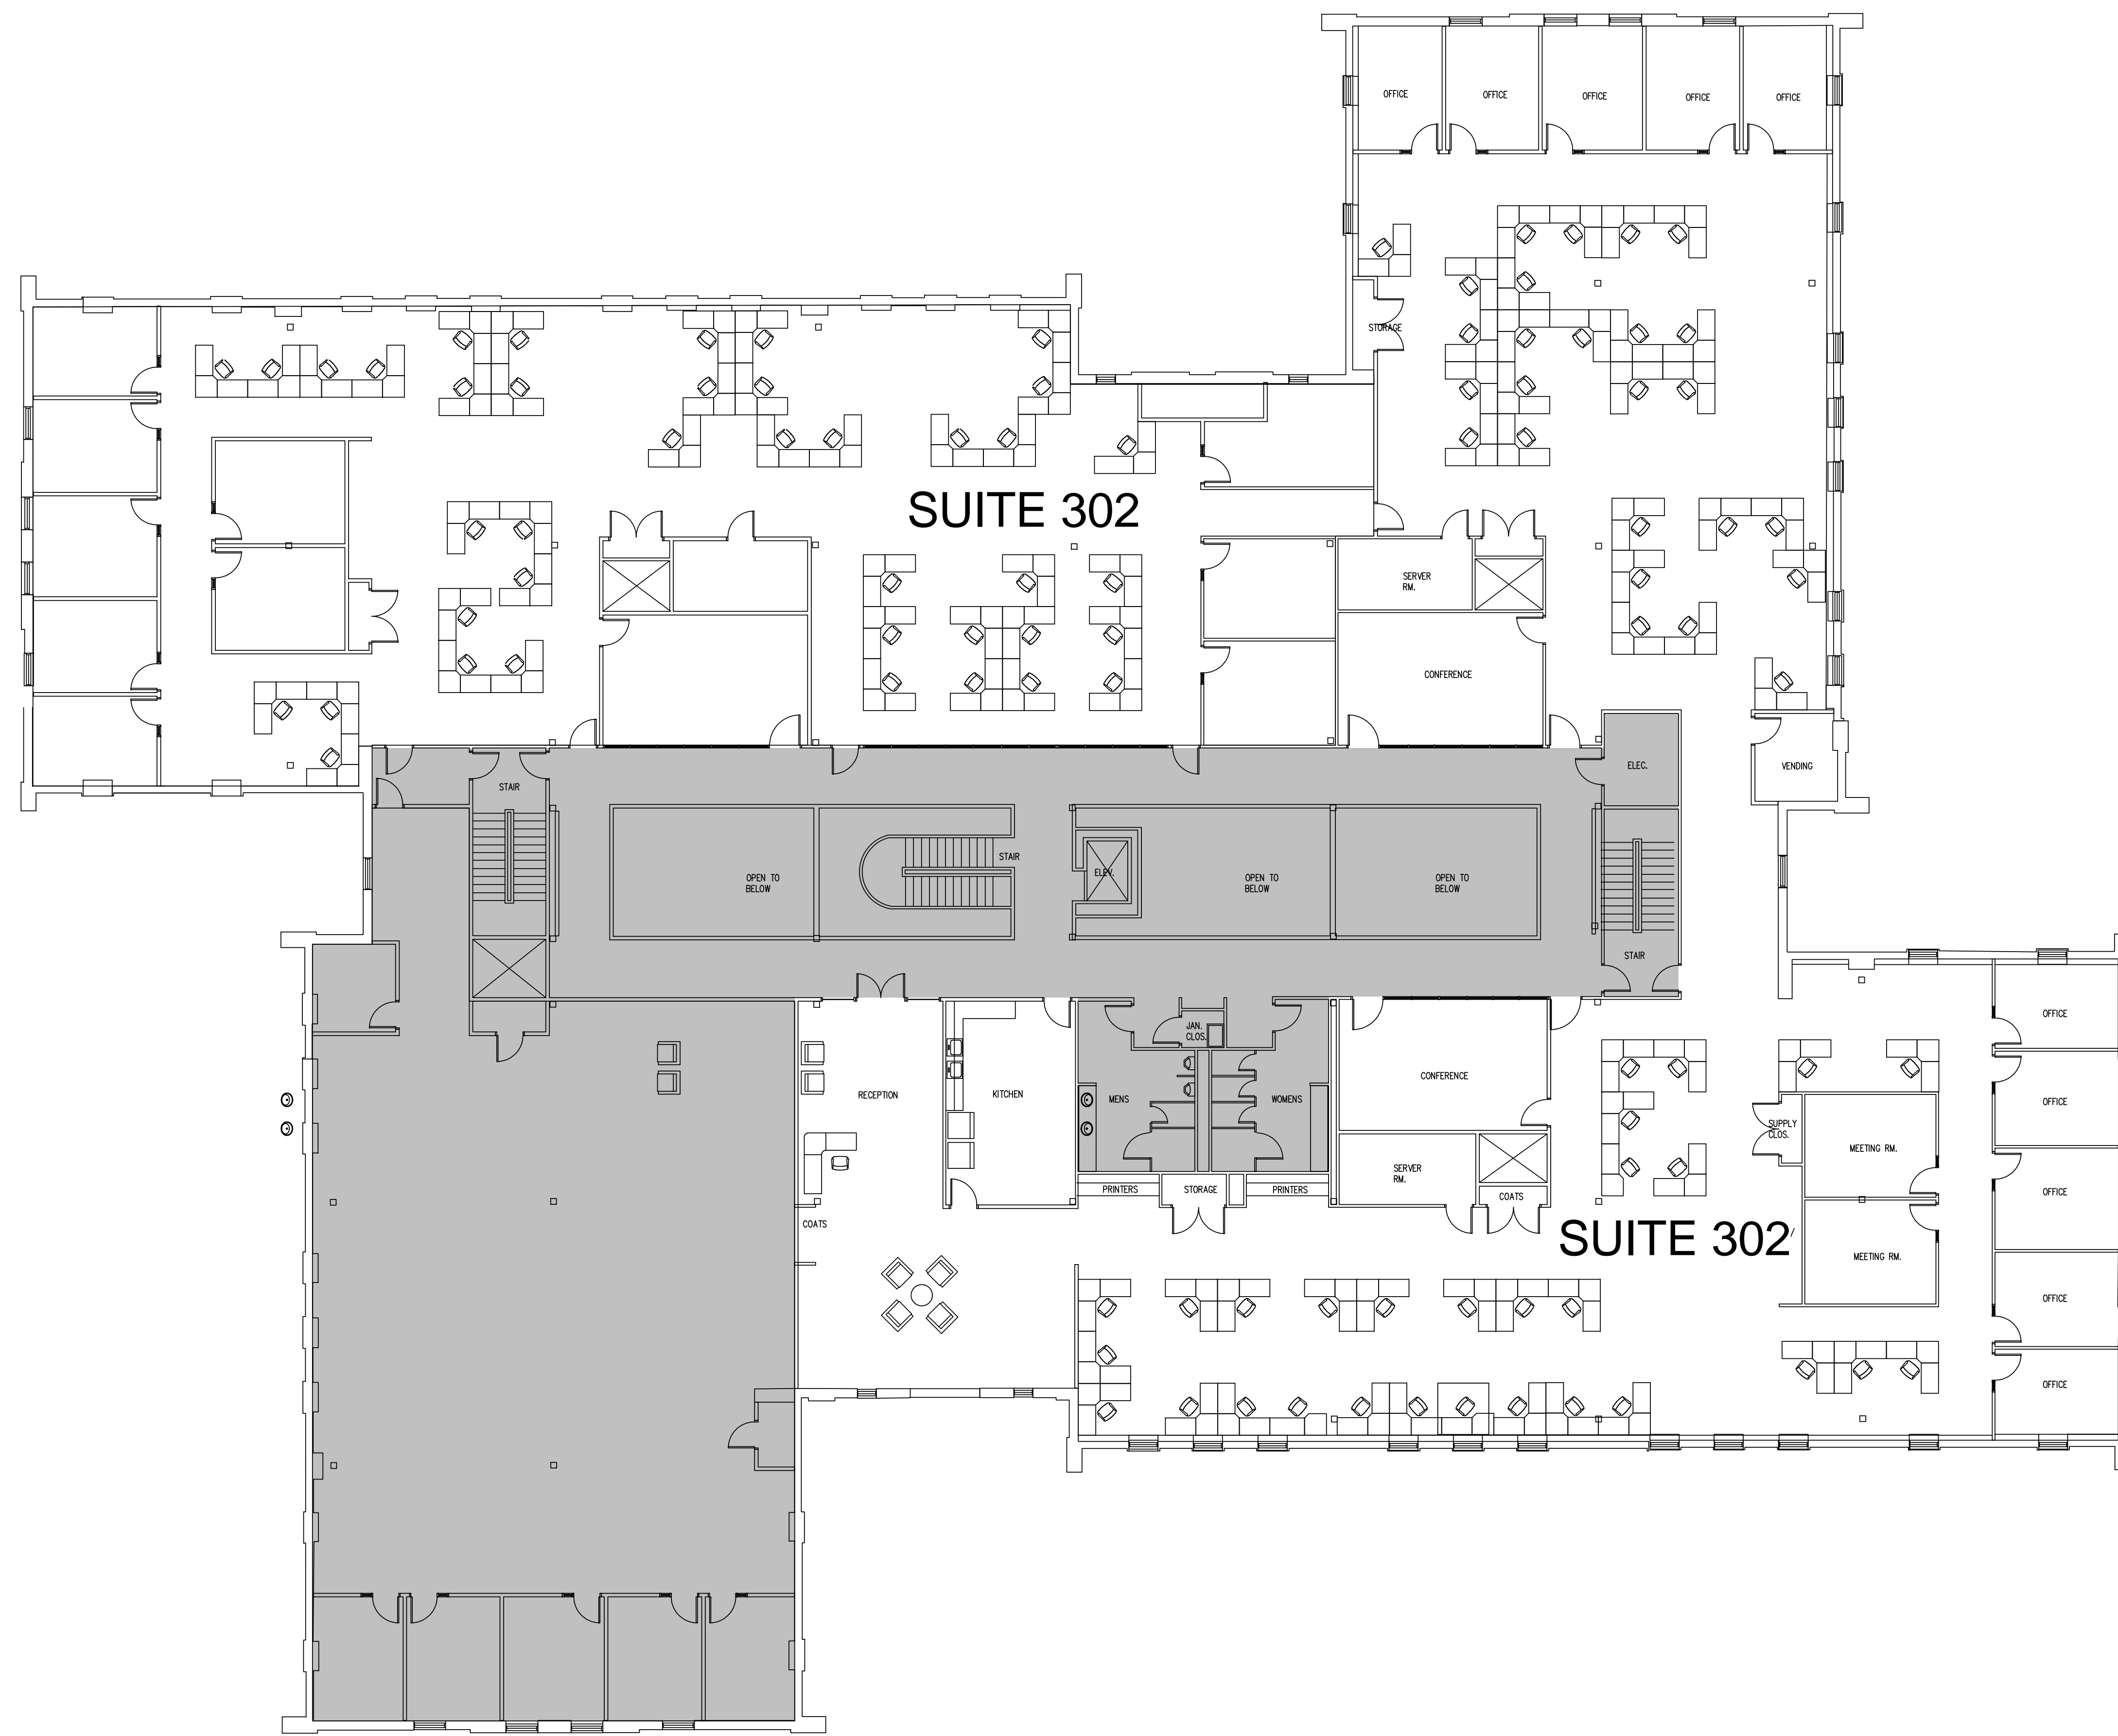 OFFICE
OFFICE
OFFICE
OFFICE
OFFICE
STORAGE
SUITE 302
SERVER
RM.
CONFERENCE
VENDING
ELEC.
STAIR
STAIR
ELEV.
OPEN TO
BELOW
OPEN TO
BELOW
OPEN TO
BELOW
STAIR
OFFICE
JAN.
CLOS.
CONFERENCE
RECEPTION
KITCHEN
MENS
WOMENS
OFFICE
SUPPLY
CLOS.
MEETING RM.
SERVER
RM.
PRINTERS
STORAGE
PRINTERS
COATS
OFFICE
COATS
SUITE 302
MEETING RM.
OFFICE
OFFICE